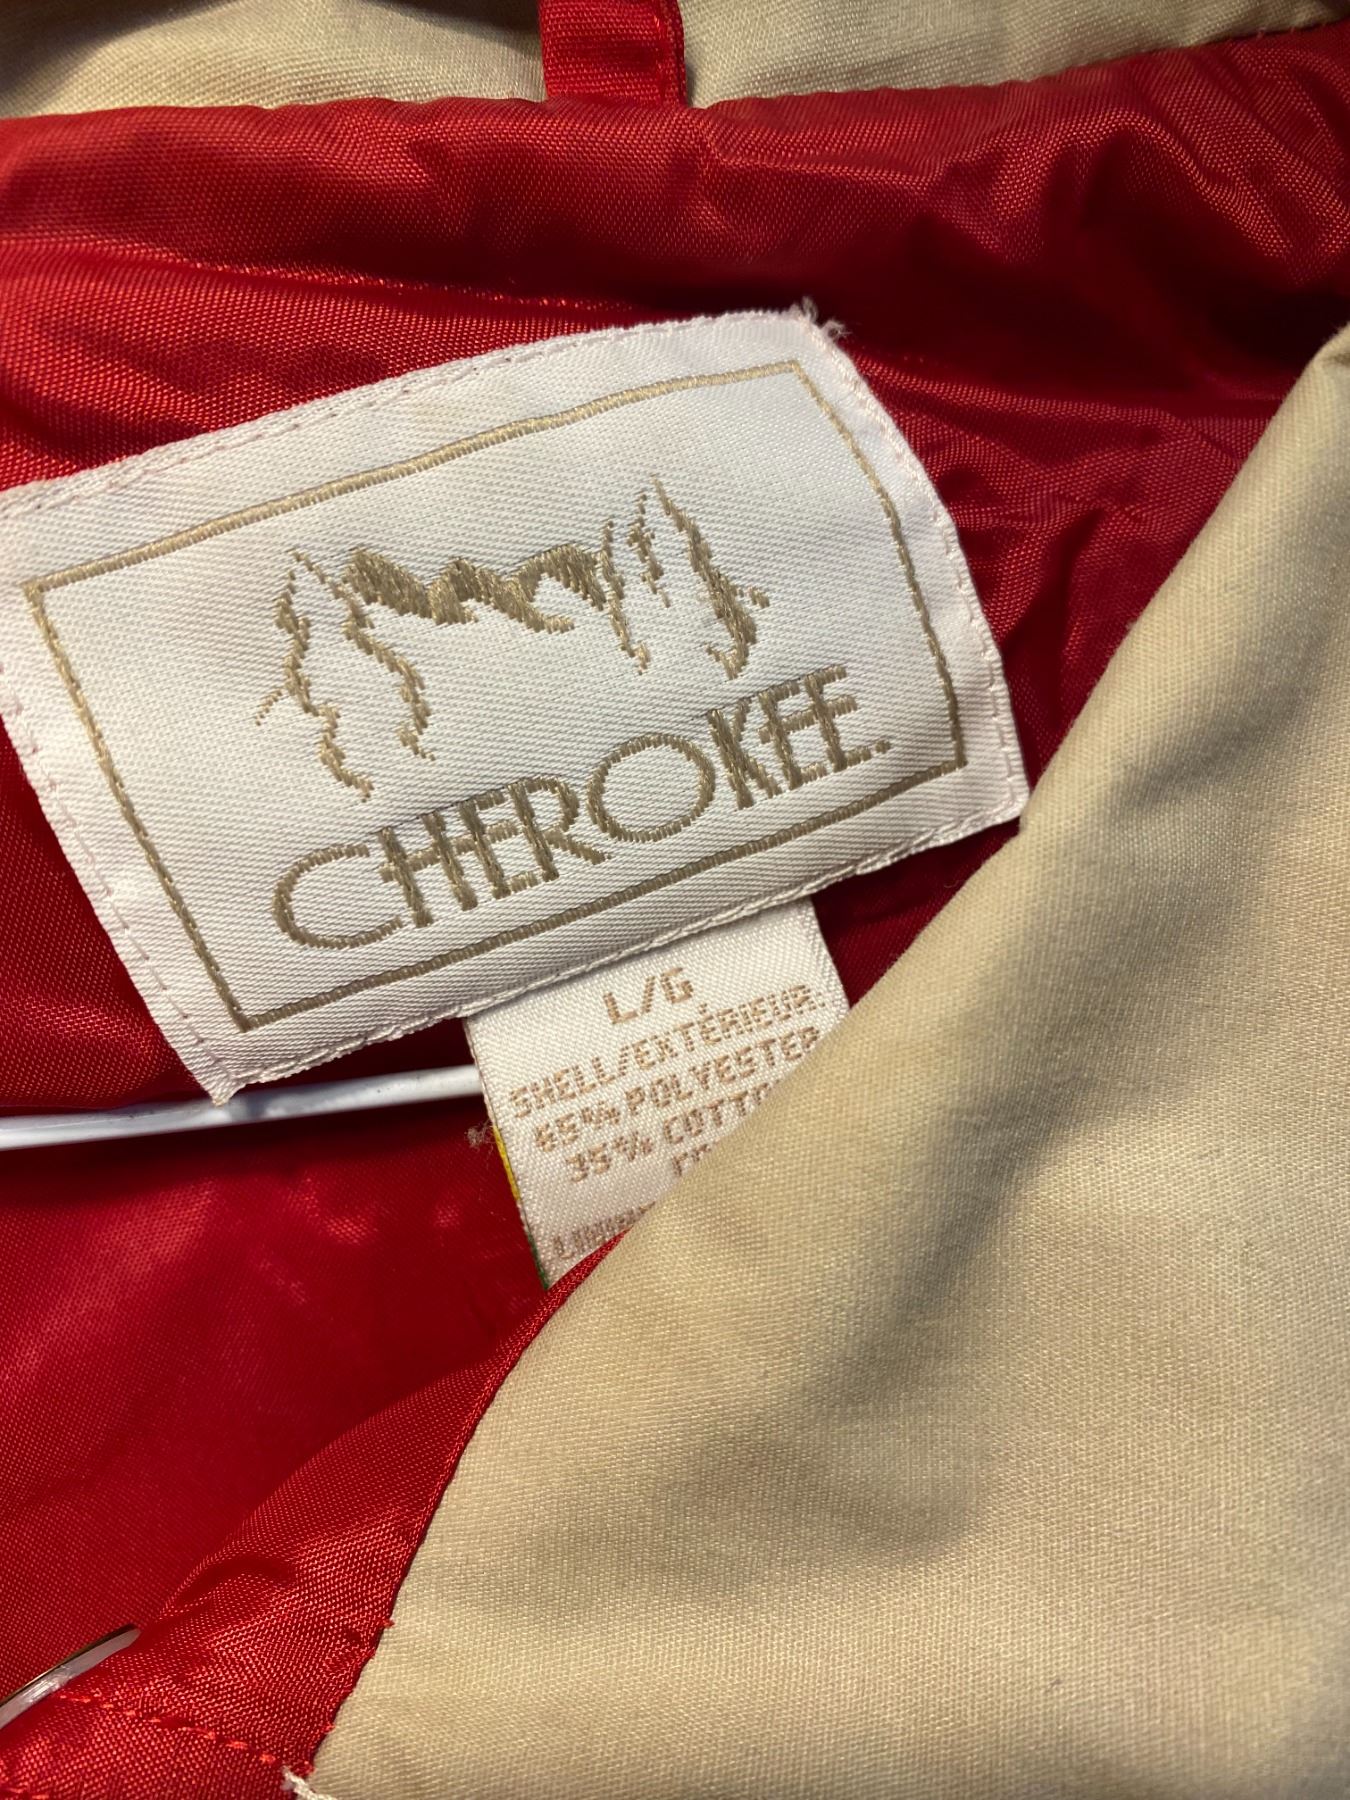 CHEROKEE.
L/G
SHELL/EXTÉRIEUR:
65% POLYESTER
35% COTTO